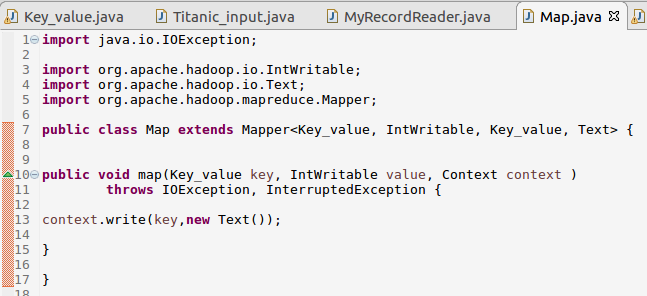 Key_value.java Titanic_input.java MyRecordReader.java Map.java
1 import java.io.IOException;
2
3 import org.apache.hadoop.io.IntWritable;
4 import org.apache.hadoop.io.Text;
5 import org.apache.hadoop.mapreduce.Mapper;
6
7 public class Map extends Mapper<Key_value, IntWritable, Key_value, Text> {
8
9
10 public void map(Key_value key, IntWritable value, Context context )
11         throws IOException, InterruptedException {
12
13 context.write(key,new Text());
14
15 }
16
17 }
18